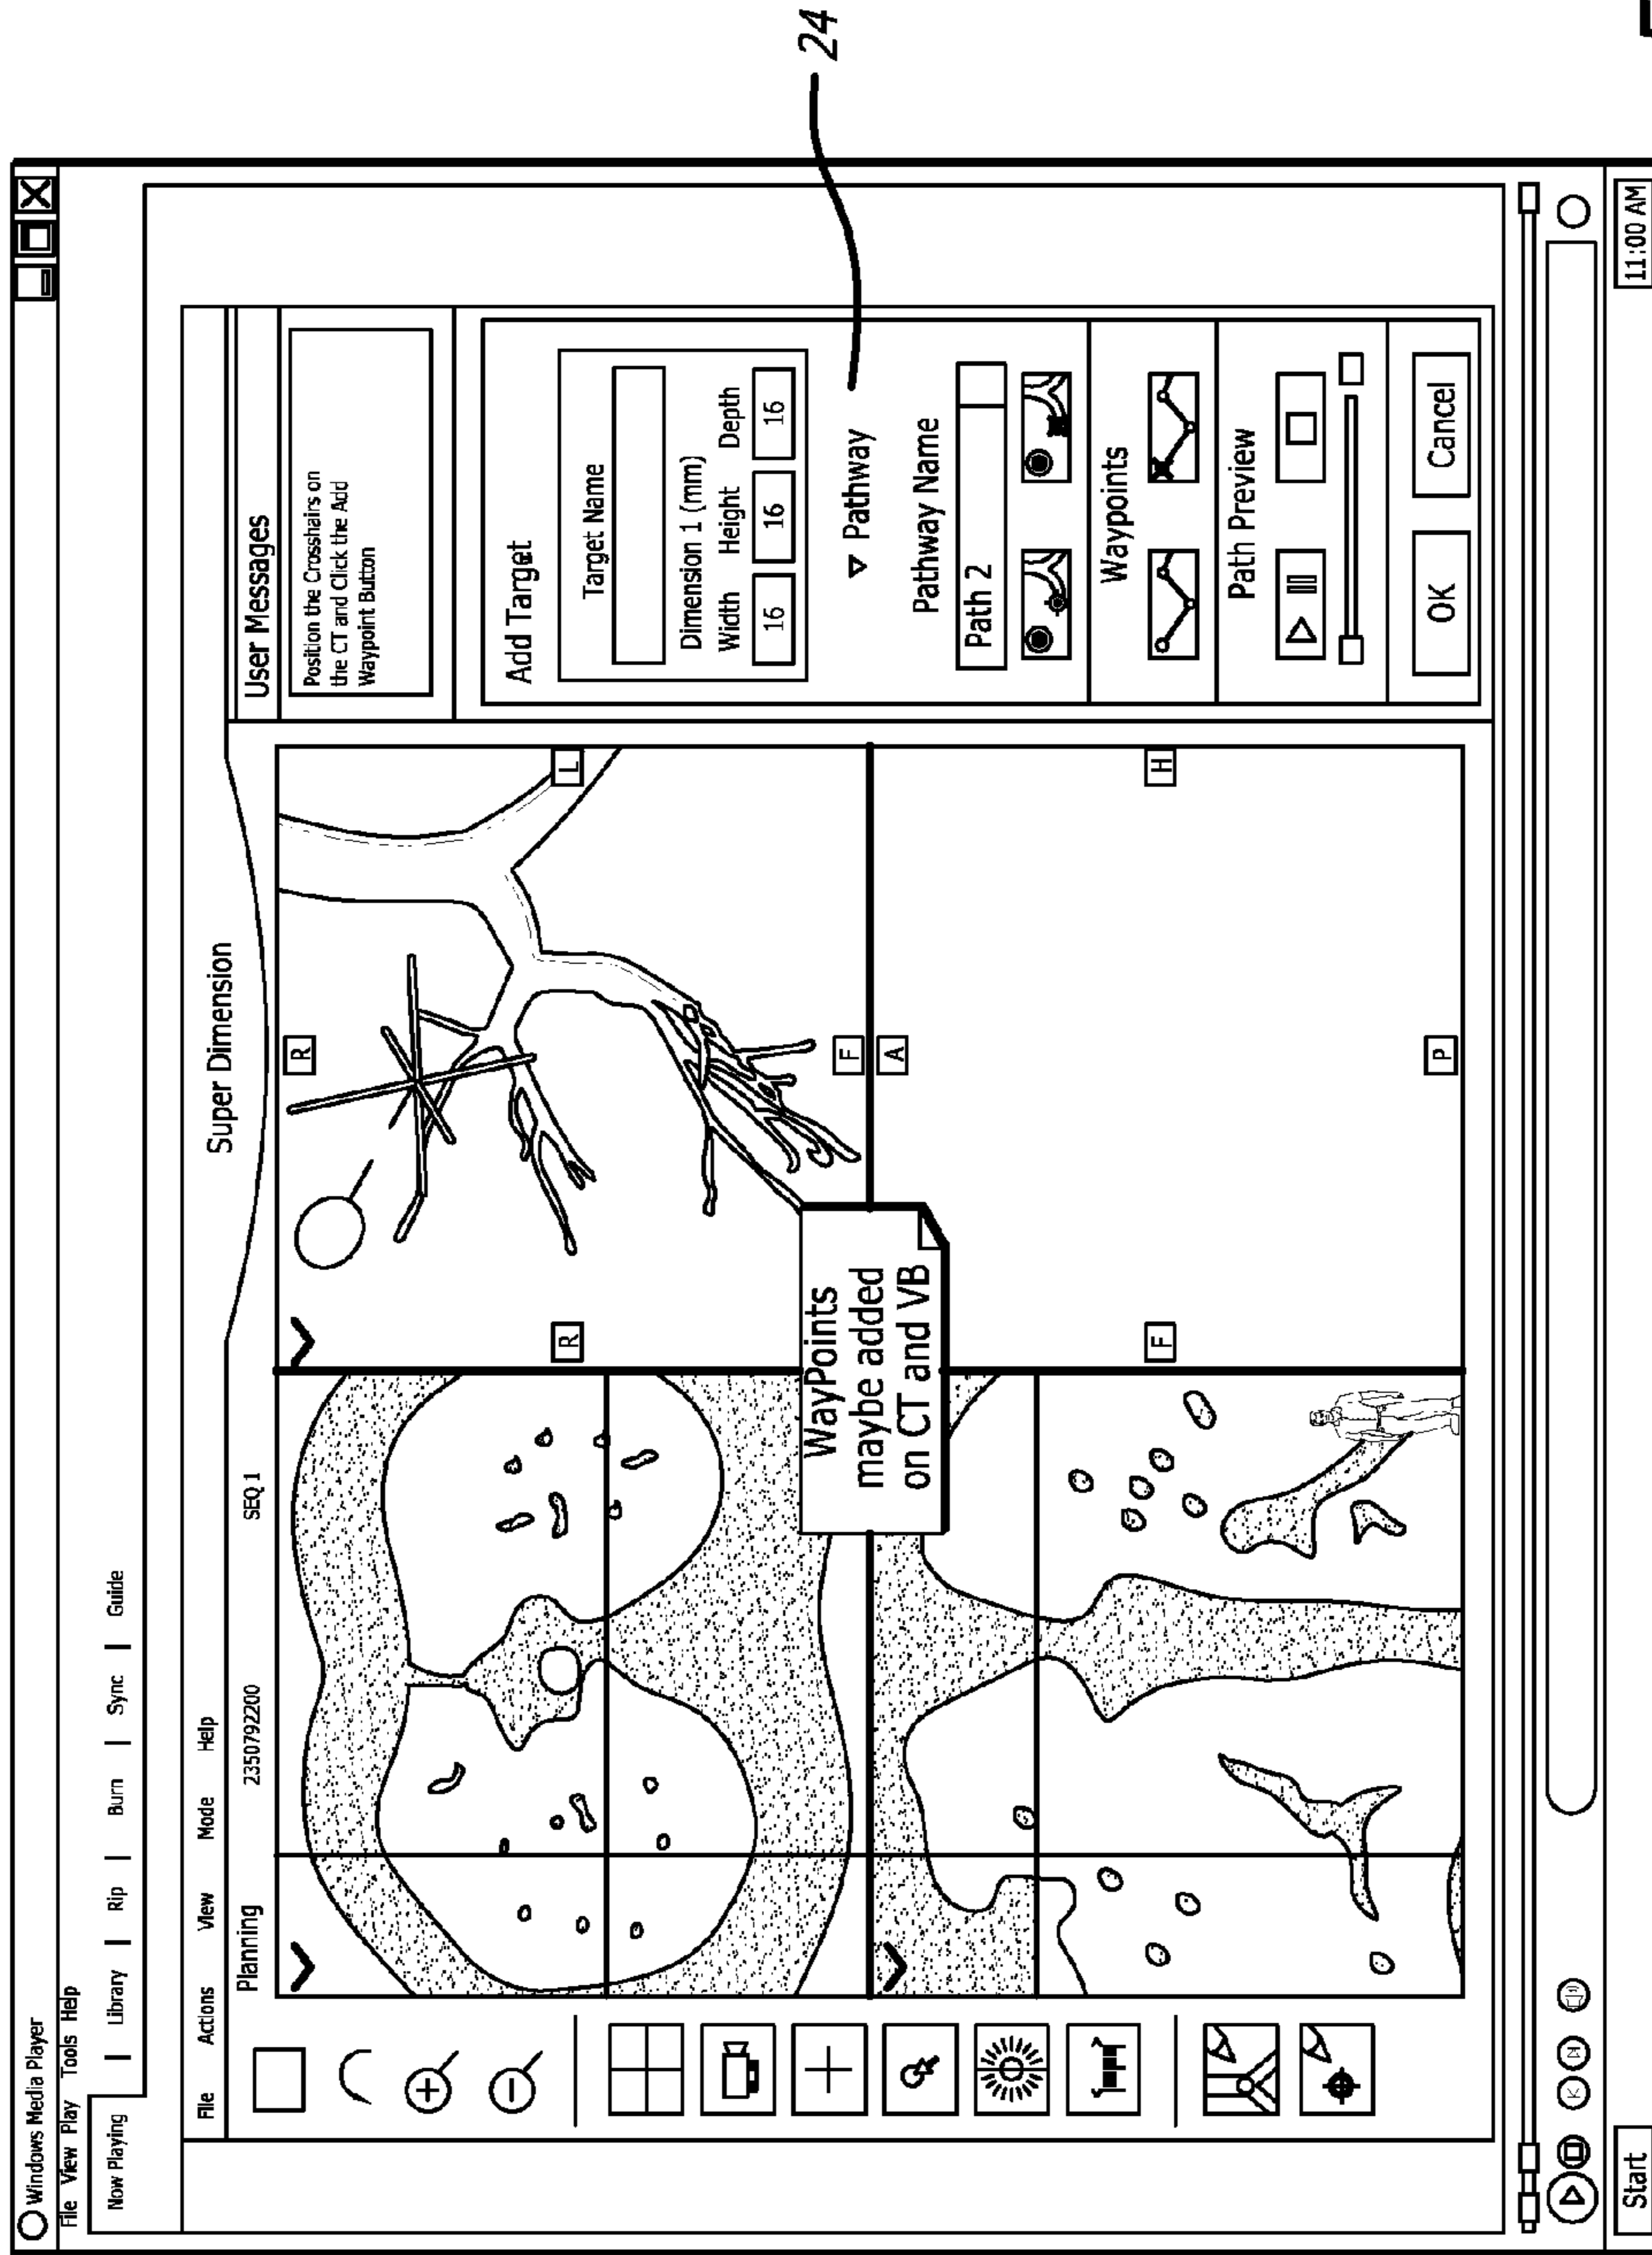 Windows Media Player
File View Play Tools Help
Now Playing | Library | Rip | Burn | Sync | Guide
Super Dimension
File Actions View Mode Help
Planning 2350792200 SEQ 1
User Messages
Position the Crosshairs on
the CT and Click the Add
Waypoint Button
R
R
L
F
A
F
H
P
WayPoints
maybe added
on CT and VB
Add Target
Target Name
Dimension 1 (mm)
Width Height Depth
16 16 16
Pathway
24
Pathway Name
Path 2
Waypoints
Path Preview
OK Cancel
Start 11:00 AM